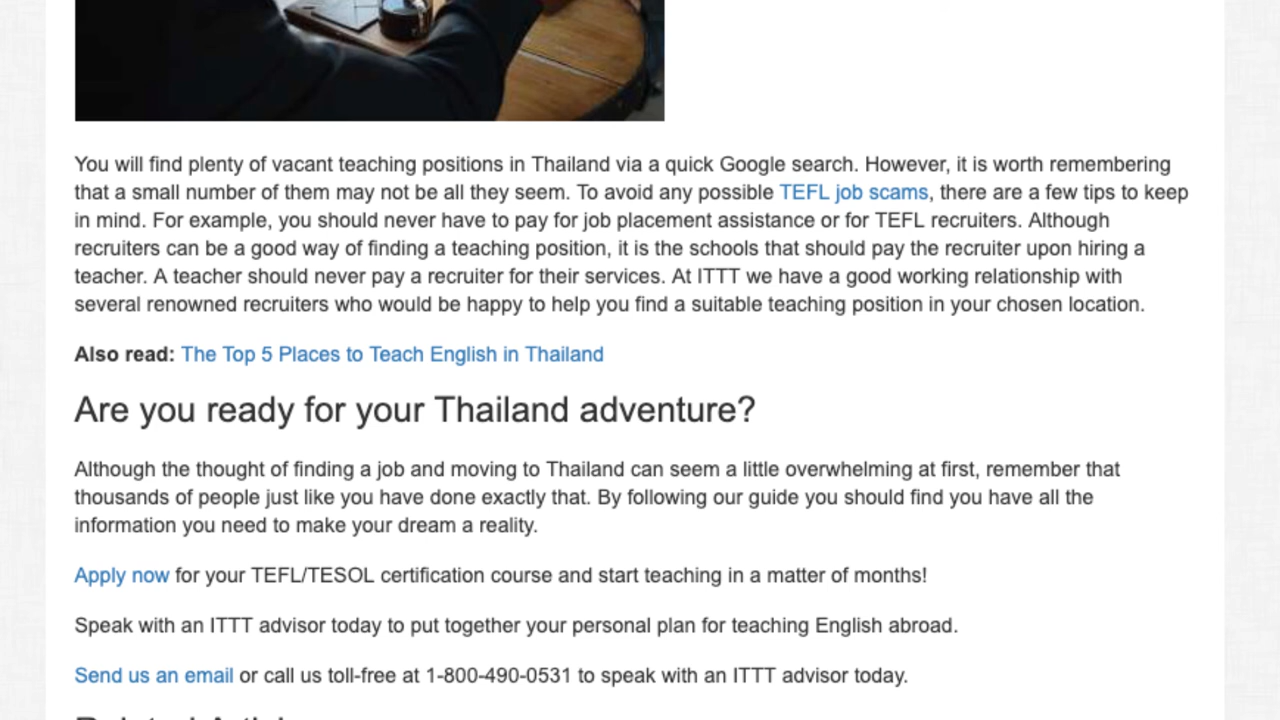 You will find plenty of vacant teaching positions in Thailand via a quick Google search. However, it is worth remembering
that a small number of them may not be all they seem. To avoid any possible TEFL job scams, there are a few tips to keep
in mind. For example, you should never have to pay for job placement assistance or for TEFL recruiters. Although
recruiters can be a good way of finding a teaching position, it is the schools that should pay the recruiter upon hiring a
teacher. A teacher should never pay a recruiter for their services. At ITTT we have a good working relationship with
several renowned recruiters who would be happy to help you find a suitable teaching position in your chosen location.
Also read: The Top 5 Places to Teach English in Thailand
Are you ready for your Thailand adventure?
Although the thought of finding a job and moving to Thailand can seem a little overwhelming at first, remember that
thousands of people just like you have done exactly that. By following our guide you should find you have all the
information you need to make your dream a reality.
Apply now for your TEFL/TESOL certification course and start teaching in a matter of months!
Speak with an ITTT advisor today to put together your personal plan for teaching English abroad.
Send us an email or call us toll-free at 1-800-490-0531 to speak with an ITTT advisor today.